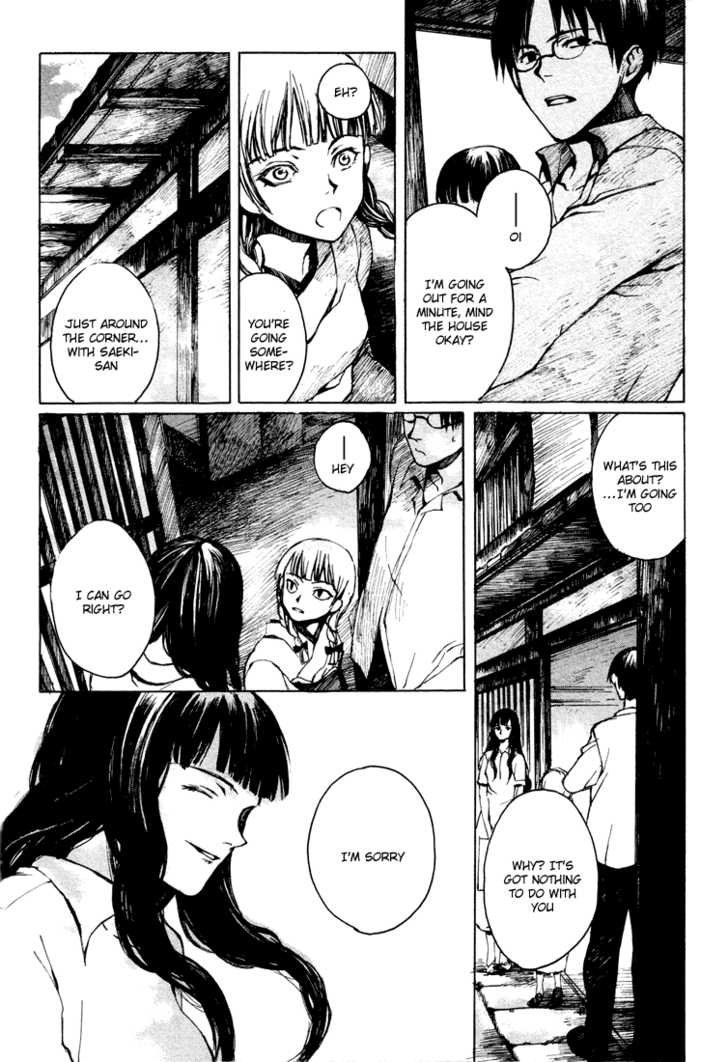 OI
I'M GOING
OUT FOR A
MINUTE, MIND
THE HOUSE
OKAY?
EH?
YOU'RE
GOING
SOME-
WHERE?
JUST AROUND
THE CORNER...
WITH SAEKI-
SAN
WHAT'S THIS
ABOUT?
...I'M GOING
TOO
WHY? IT'S
GOT NOTHING
TO DO WITH
YOU
HEY
I CAN GO
RIGHT?
I'M SORRY